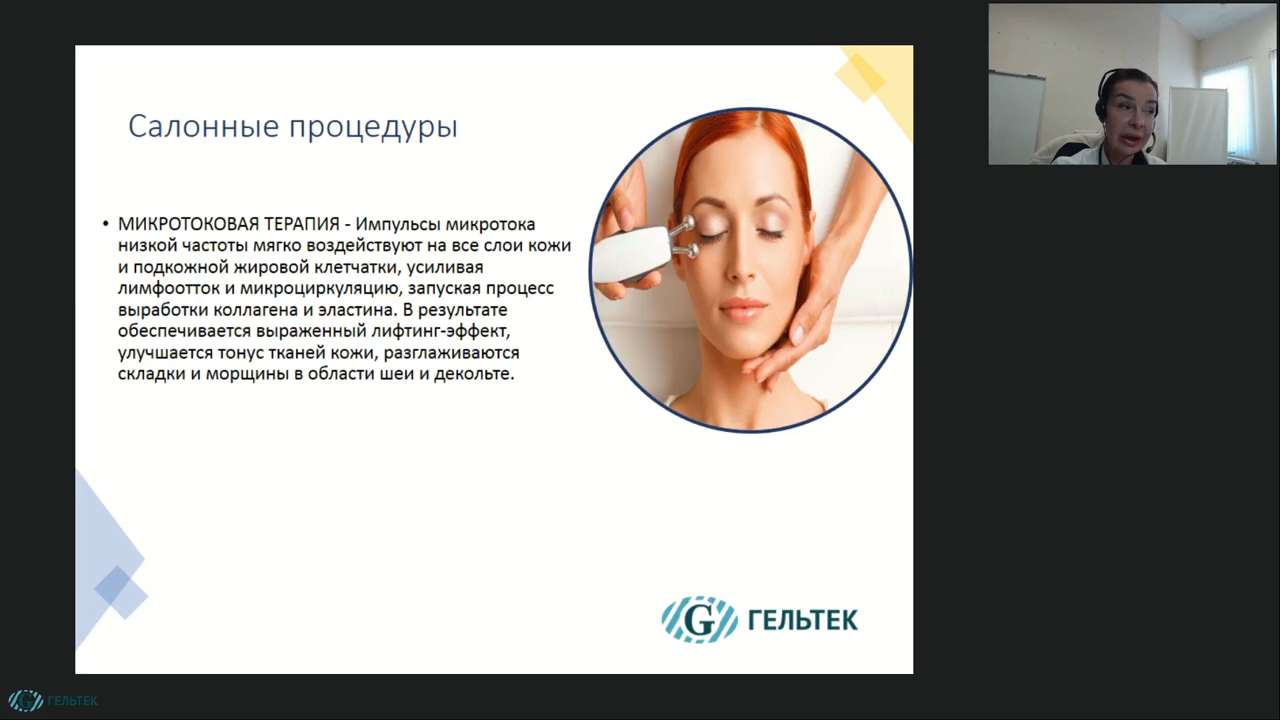 Салонные процедуры
• МИКРОТОКОВАЯ ТЕРАПИЯ - Импульсы микротока
низкой частоты мягко воздействуют на все слои кожи
и подкожной жировой клетчатки, усиливая
лимфоотток и микроциркуляцию, запуская процесс
выработки коллагена и эластина. В результате
обеспечивается выраженный лифтинг-эффект,
улучшается тонус тканей кожи, разглаживаются
складки и морщины в области шеи и декольте.
G ГЕЛЬТЕК
G ГЕЛЬТЕК